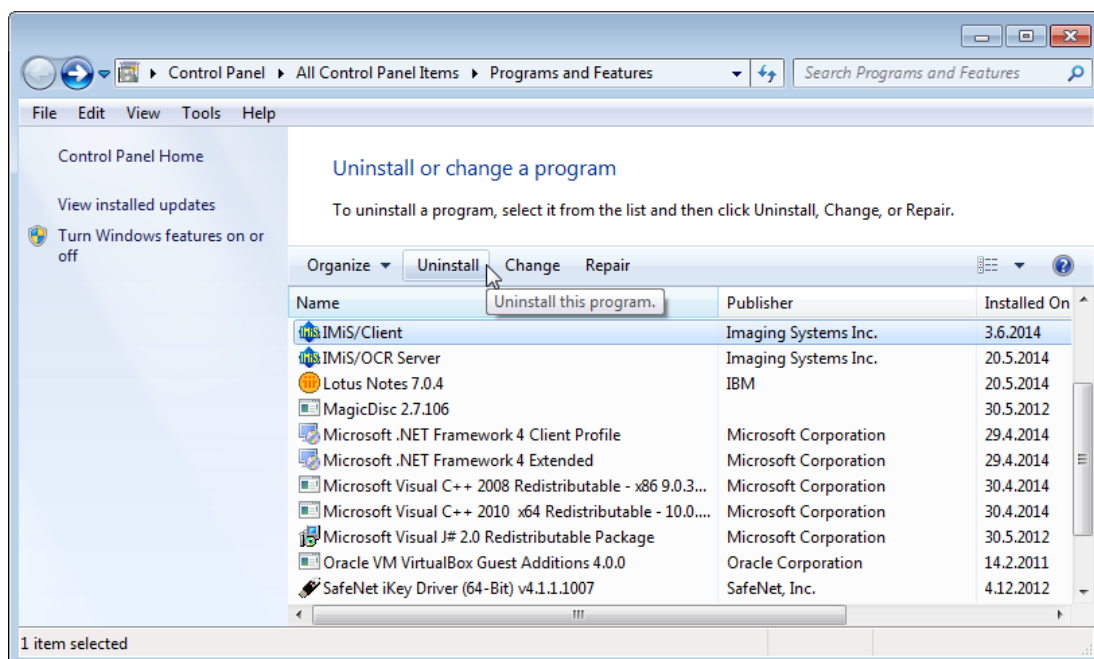 Control Panel ▸ All Control Panel Items ▸ Programs and Features
Search Programs and Features
File Edit View Tools Help
Control Panel Home
View installed updates
Turn Windows features on or
off
Uninstall or change a program
To uninstall a program, select it from the list and then click Uninstall, Change, or Repair.
Organize Uninstall Change Repair
Uninstall this program.
Name Publisher Installed On
IMiS/Client Imaging Systems Inc. 3.6.2014
IMiS/OCR Server Imaging Systems Inc. 20.5.2014
Lotus Notes 7.0.4 IBM 20.5.2014
MagicDisc 2.7.106 30.5.2012
Microsoft .NET Framework 4 Client Profile Microsoft Corporation 29.4.2014
Microsoft .NET Framework 4 Extended Microsoft Corporation 29.4.2014
Microsoft Visual C++ 2008 Redistributable - x86 9.0.3... Microsoft Corporation 30.4.2014
Microsoft Visual C++ 2010 x64 Redistributable - 10.0.... Microsoft Corporation 30.4.2014
Microsoft Visual J# 2.0 Redistributable Package Microsoft Corporation 30.5.2012
Oracle VM VirtualBox Guest Additions 4.0.0 Oracle Corporation 14.2.2011
SafeNet iKey Driver (64-Bit) v4.1.1.1007 SafeNet, Inc. 4.12.2012
1 item selected